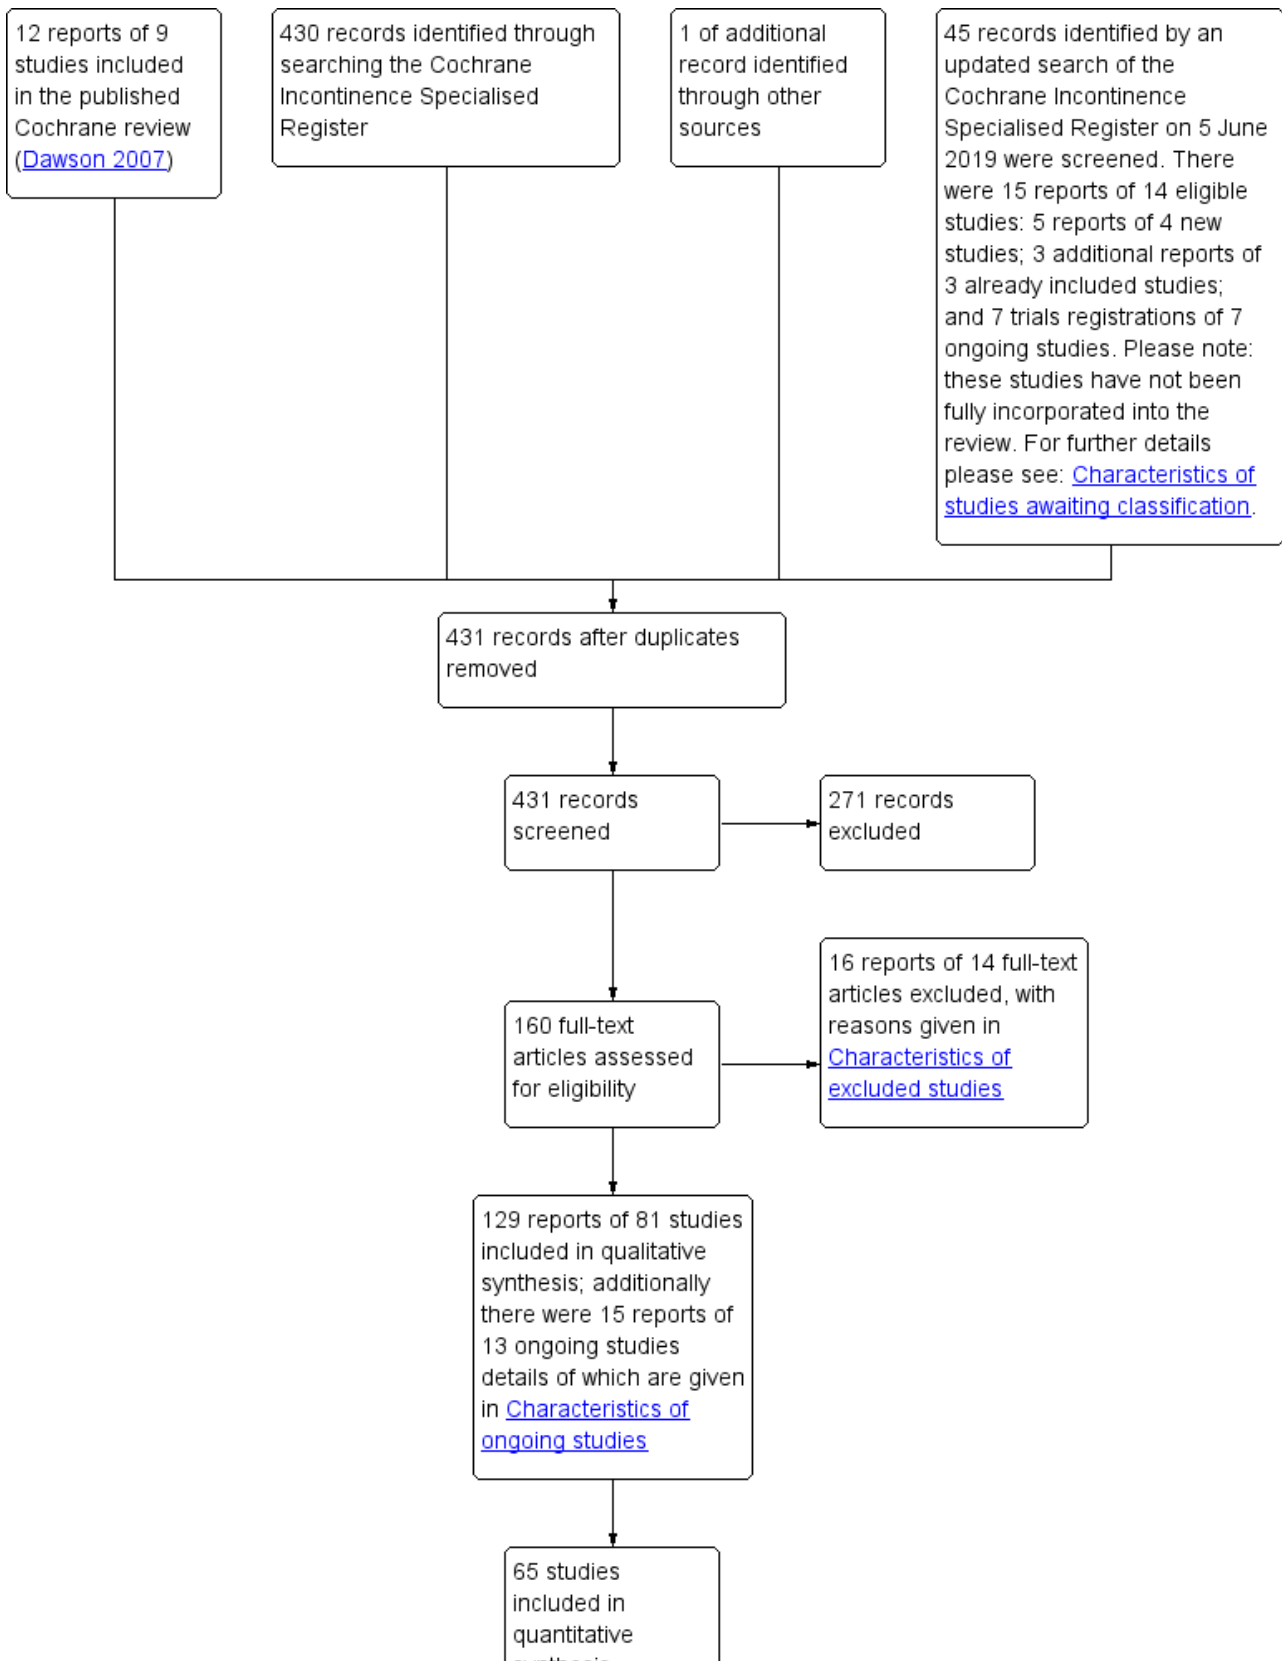 12 reports of 9
studies included
in the published
Cochrane review
(Dawson 2007)
430 records identified through
searching the Cochrane
Incontinence Specialised
Register
1 of additional
record identified
through other
sources
45 records identified by an
updated search of the
Cochrane Incontinence
Specialised Register on 5 June
2019 were screened. There
were 15 reports of 14 eligible
studies: 5 reports of 4 new
studies; 3 additional reports of
3 already included studies;
and 7 trials registrations of 7
ongoing studies. Please note:
these studies have not been
fully incorporated into the
review. For further details
please see: Characteristics of
studies awaiting classification.
431 records after duplicates
removed
431 records
screened
271 records
excluded
160 full-text
articles assessed
for eligibility
16 reports of 14 full-text
articles excluded, with
reasons given in
Characteristics of
excluded studies
129 reports of 81 studies
included in qualitative
synthesis; additionally
there were 15 reports of
13 ongoing studies
details of which are given
in Characteristics of
ongoing studies
65 studies
included in
quantitative